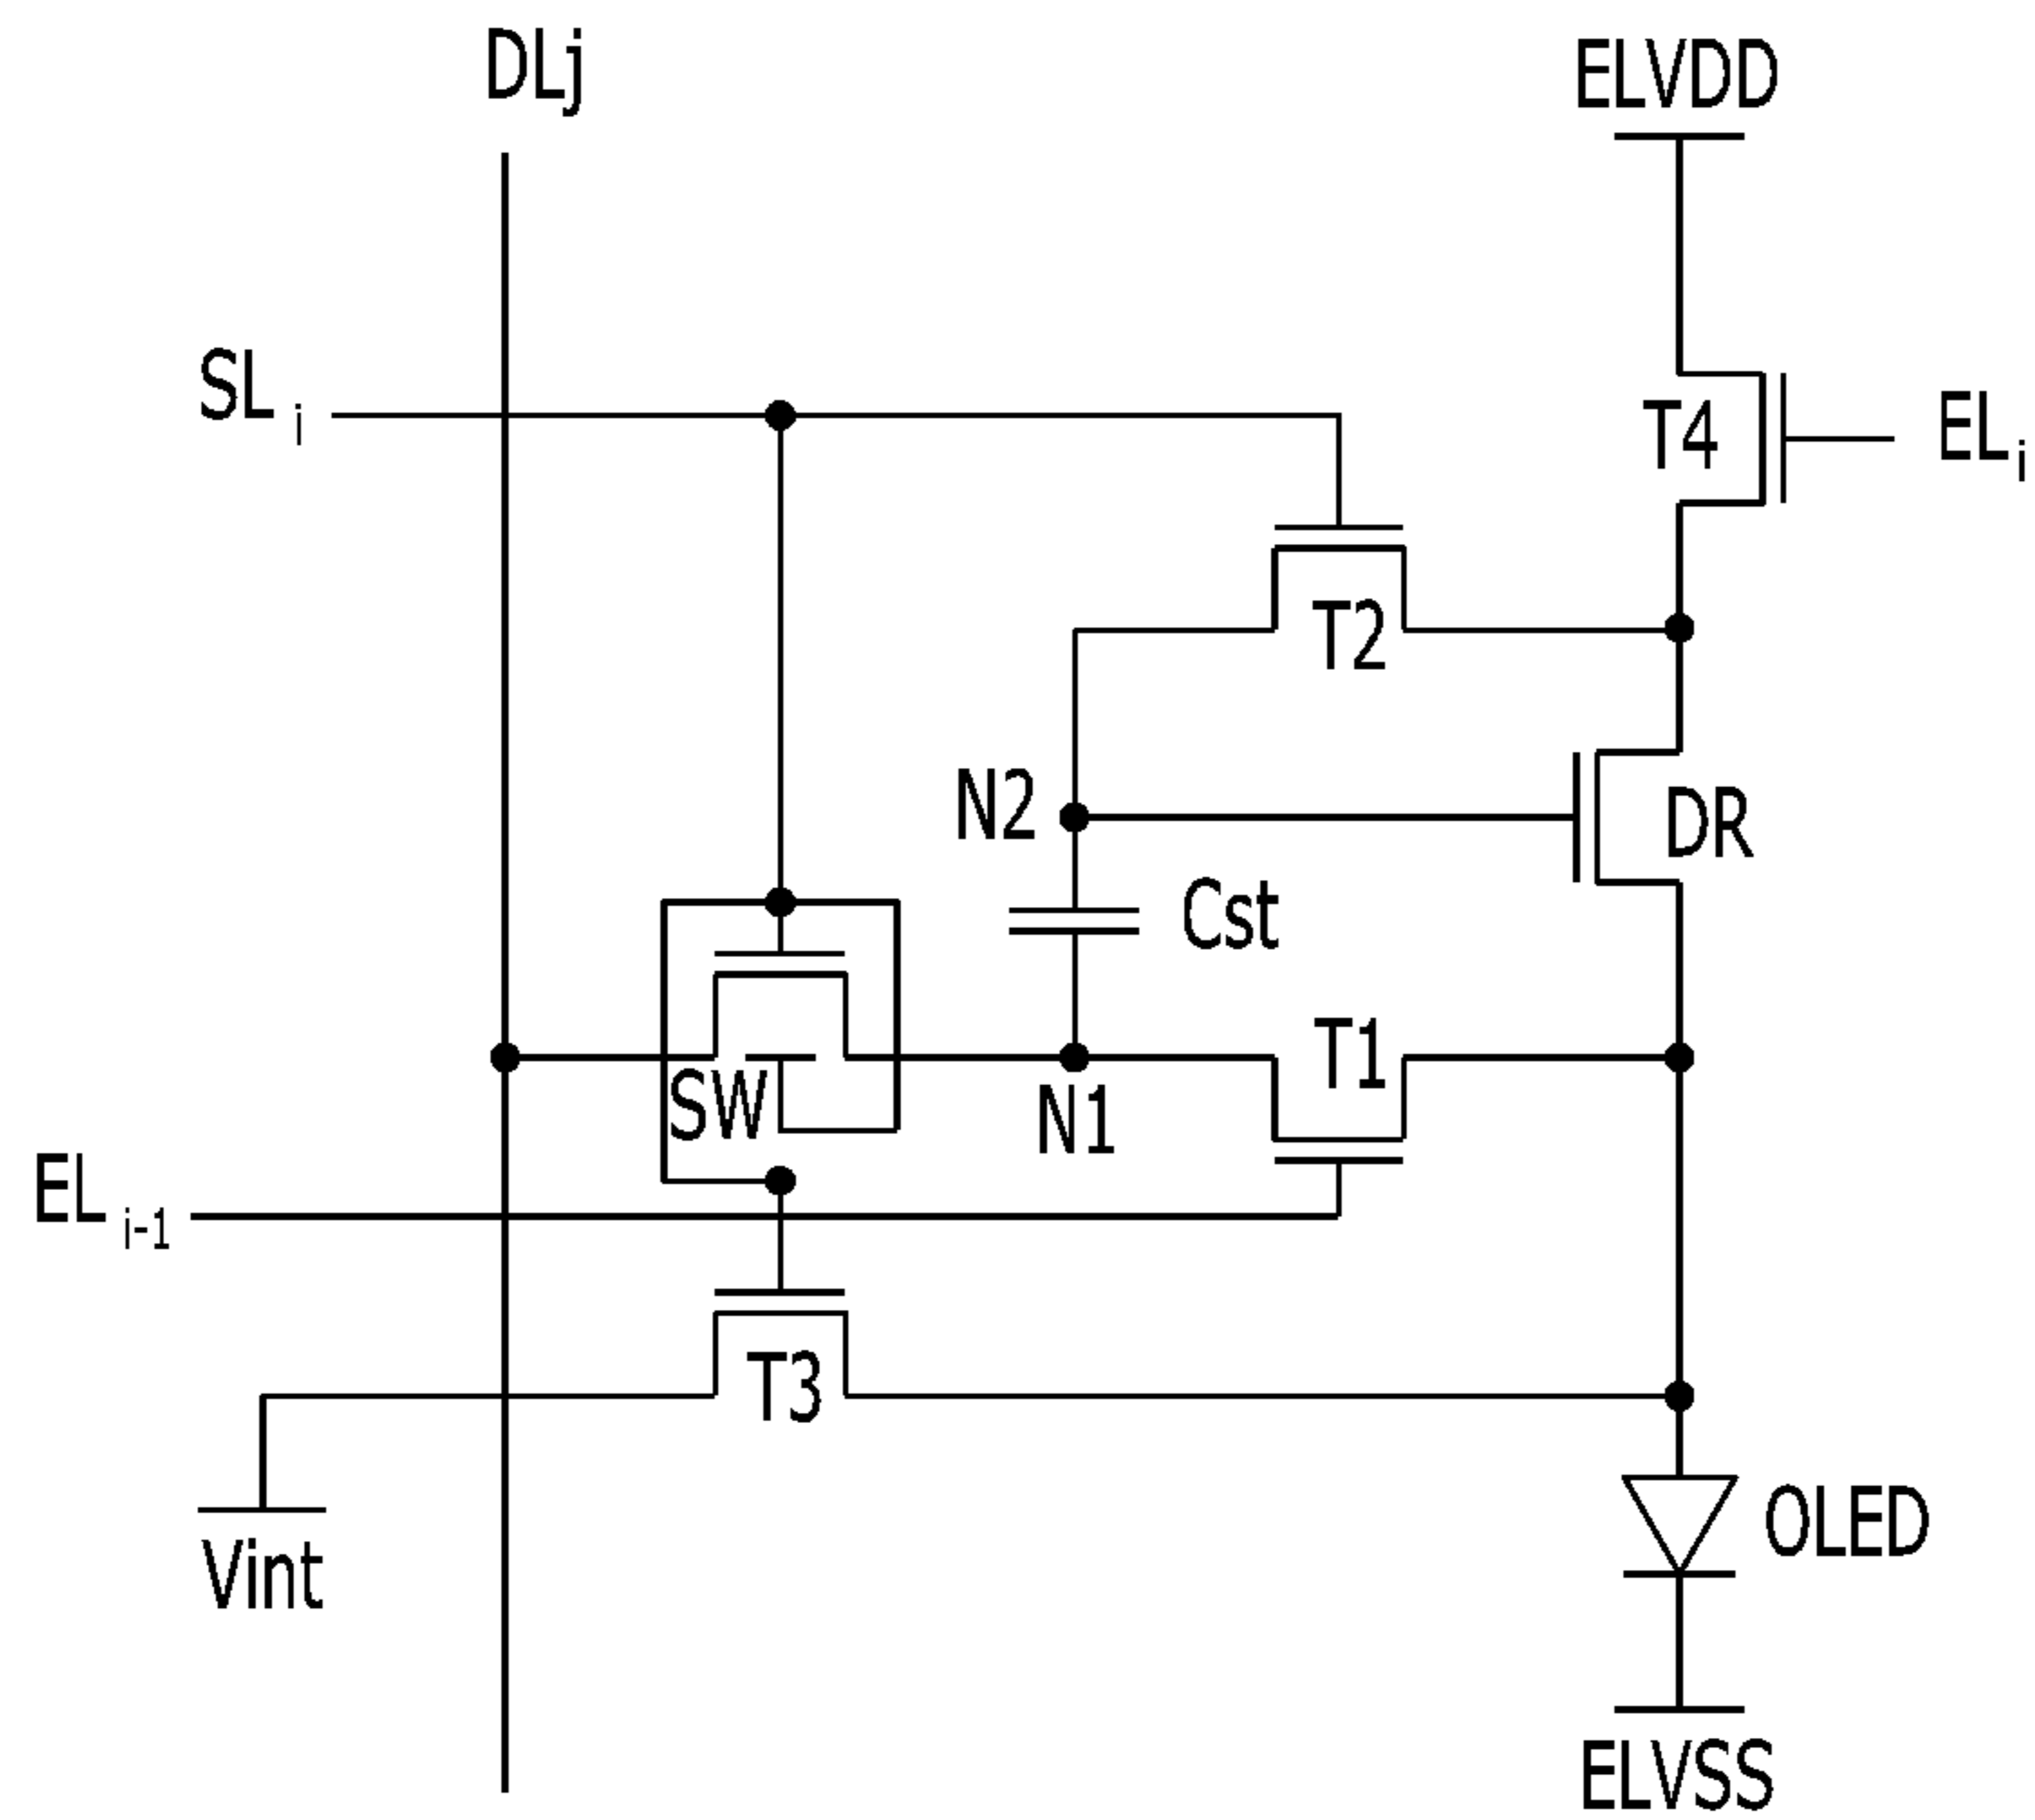 DLj
ELVDD
SL i
T4
EL i
T2
N2
DR
Cst
T1
SW
N1
EL i-1
T3
OLED
Vint
ELVSS